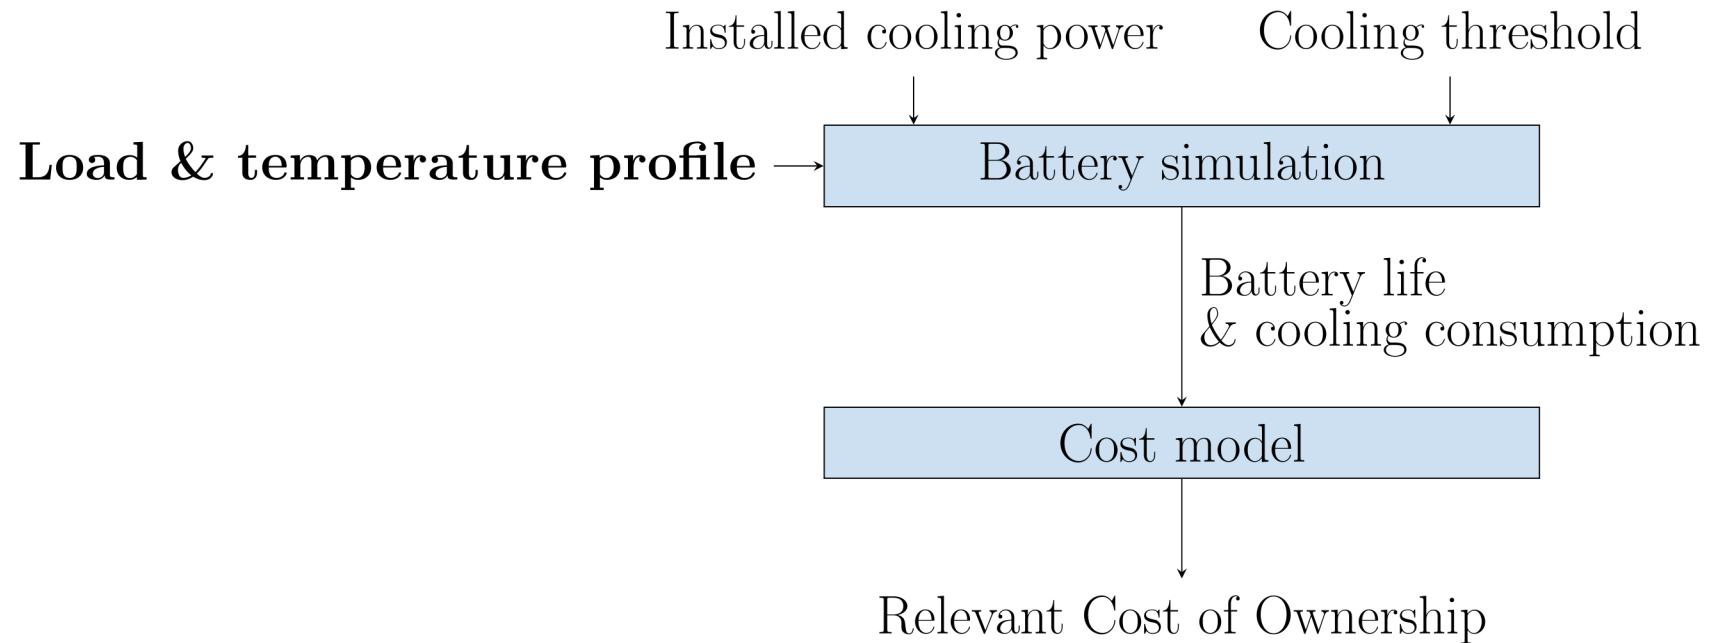 Installed cooling power
Cooling threshold
Load & temperature profile
Battery simulation
Battery life
& cooling consumption
Cost model
Relevant Cost of Ownership